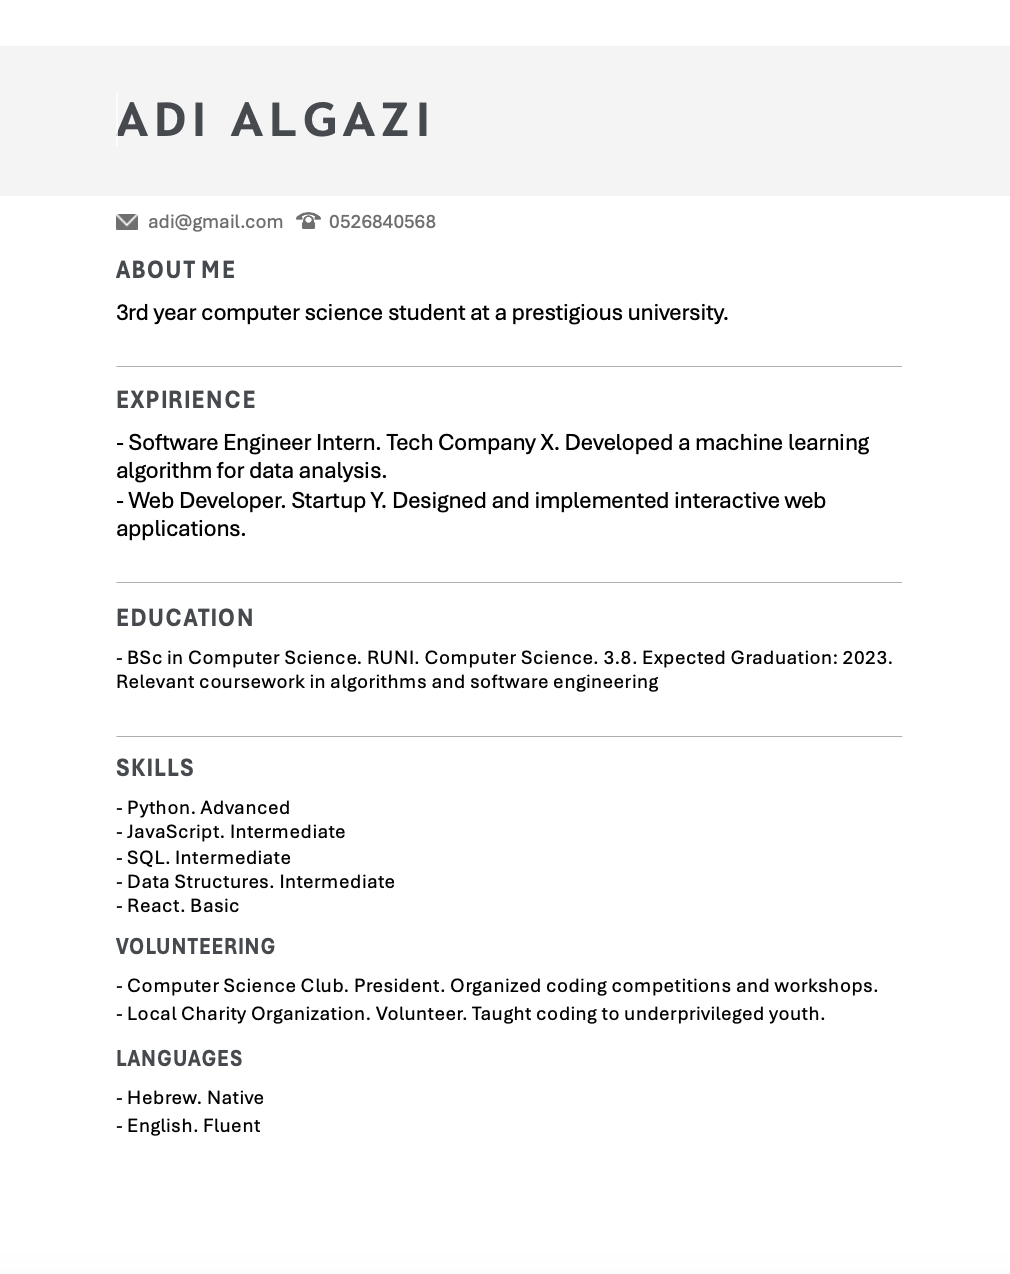 ADI ALGAZI
adi@gmail.com 0526840568
ABOUT ME
3rd year computer science student at a prestigious university.
EXPIRIENCE
- Software Engineer Intern. Tech Company X. Developed a machine learning
algorithm for data analysis.
- Web Developer. Startup Y. Designed and implemented interactive web
applications.
EDUCATION
- BSc in Computer Science. RUNI. Computer Science. 3.8. Expected Graduation: 2023.
Relevant coursework in algorithms and software engineering
SKILLS
- Python. Advanced
- JavaScript. Intermediate
- SQL. Intermediate
- Data Structures. Intermediate
- React. Basic
VOLUNTEERING
- Computer Science Club. President. Organized coding competitions and workshops.
- Local Charity Organization. Volunteer. Taught coding to underprivileged youth.
LANGUAGES
- Hebrew. Native
- English. Fluent